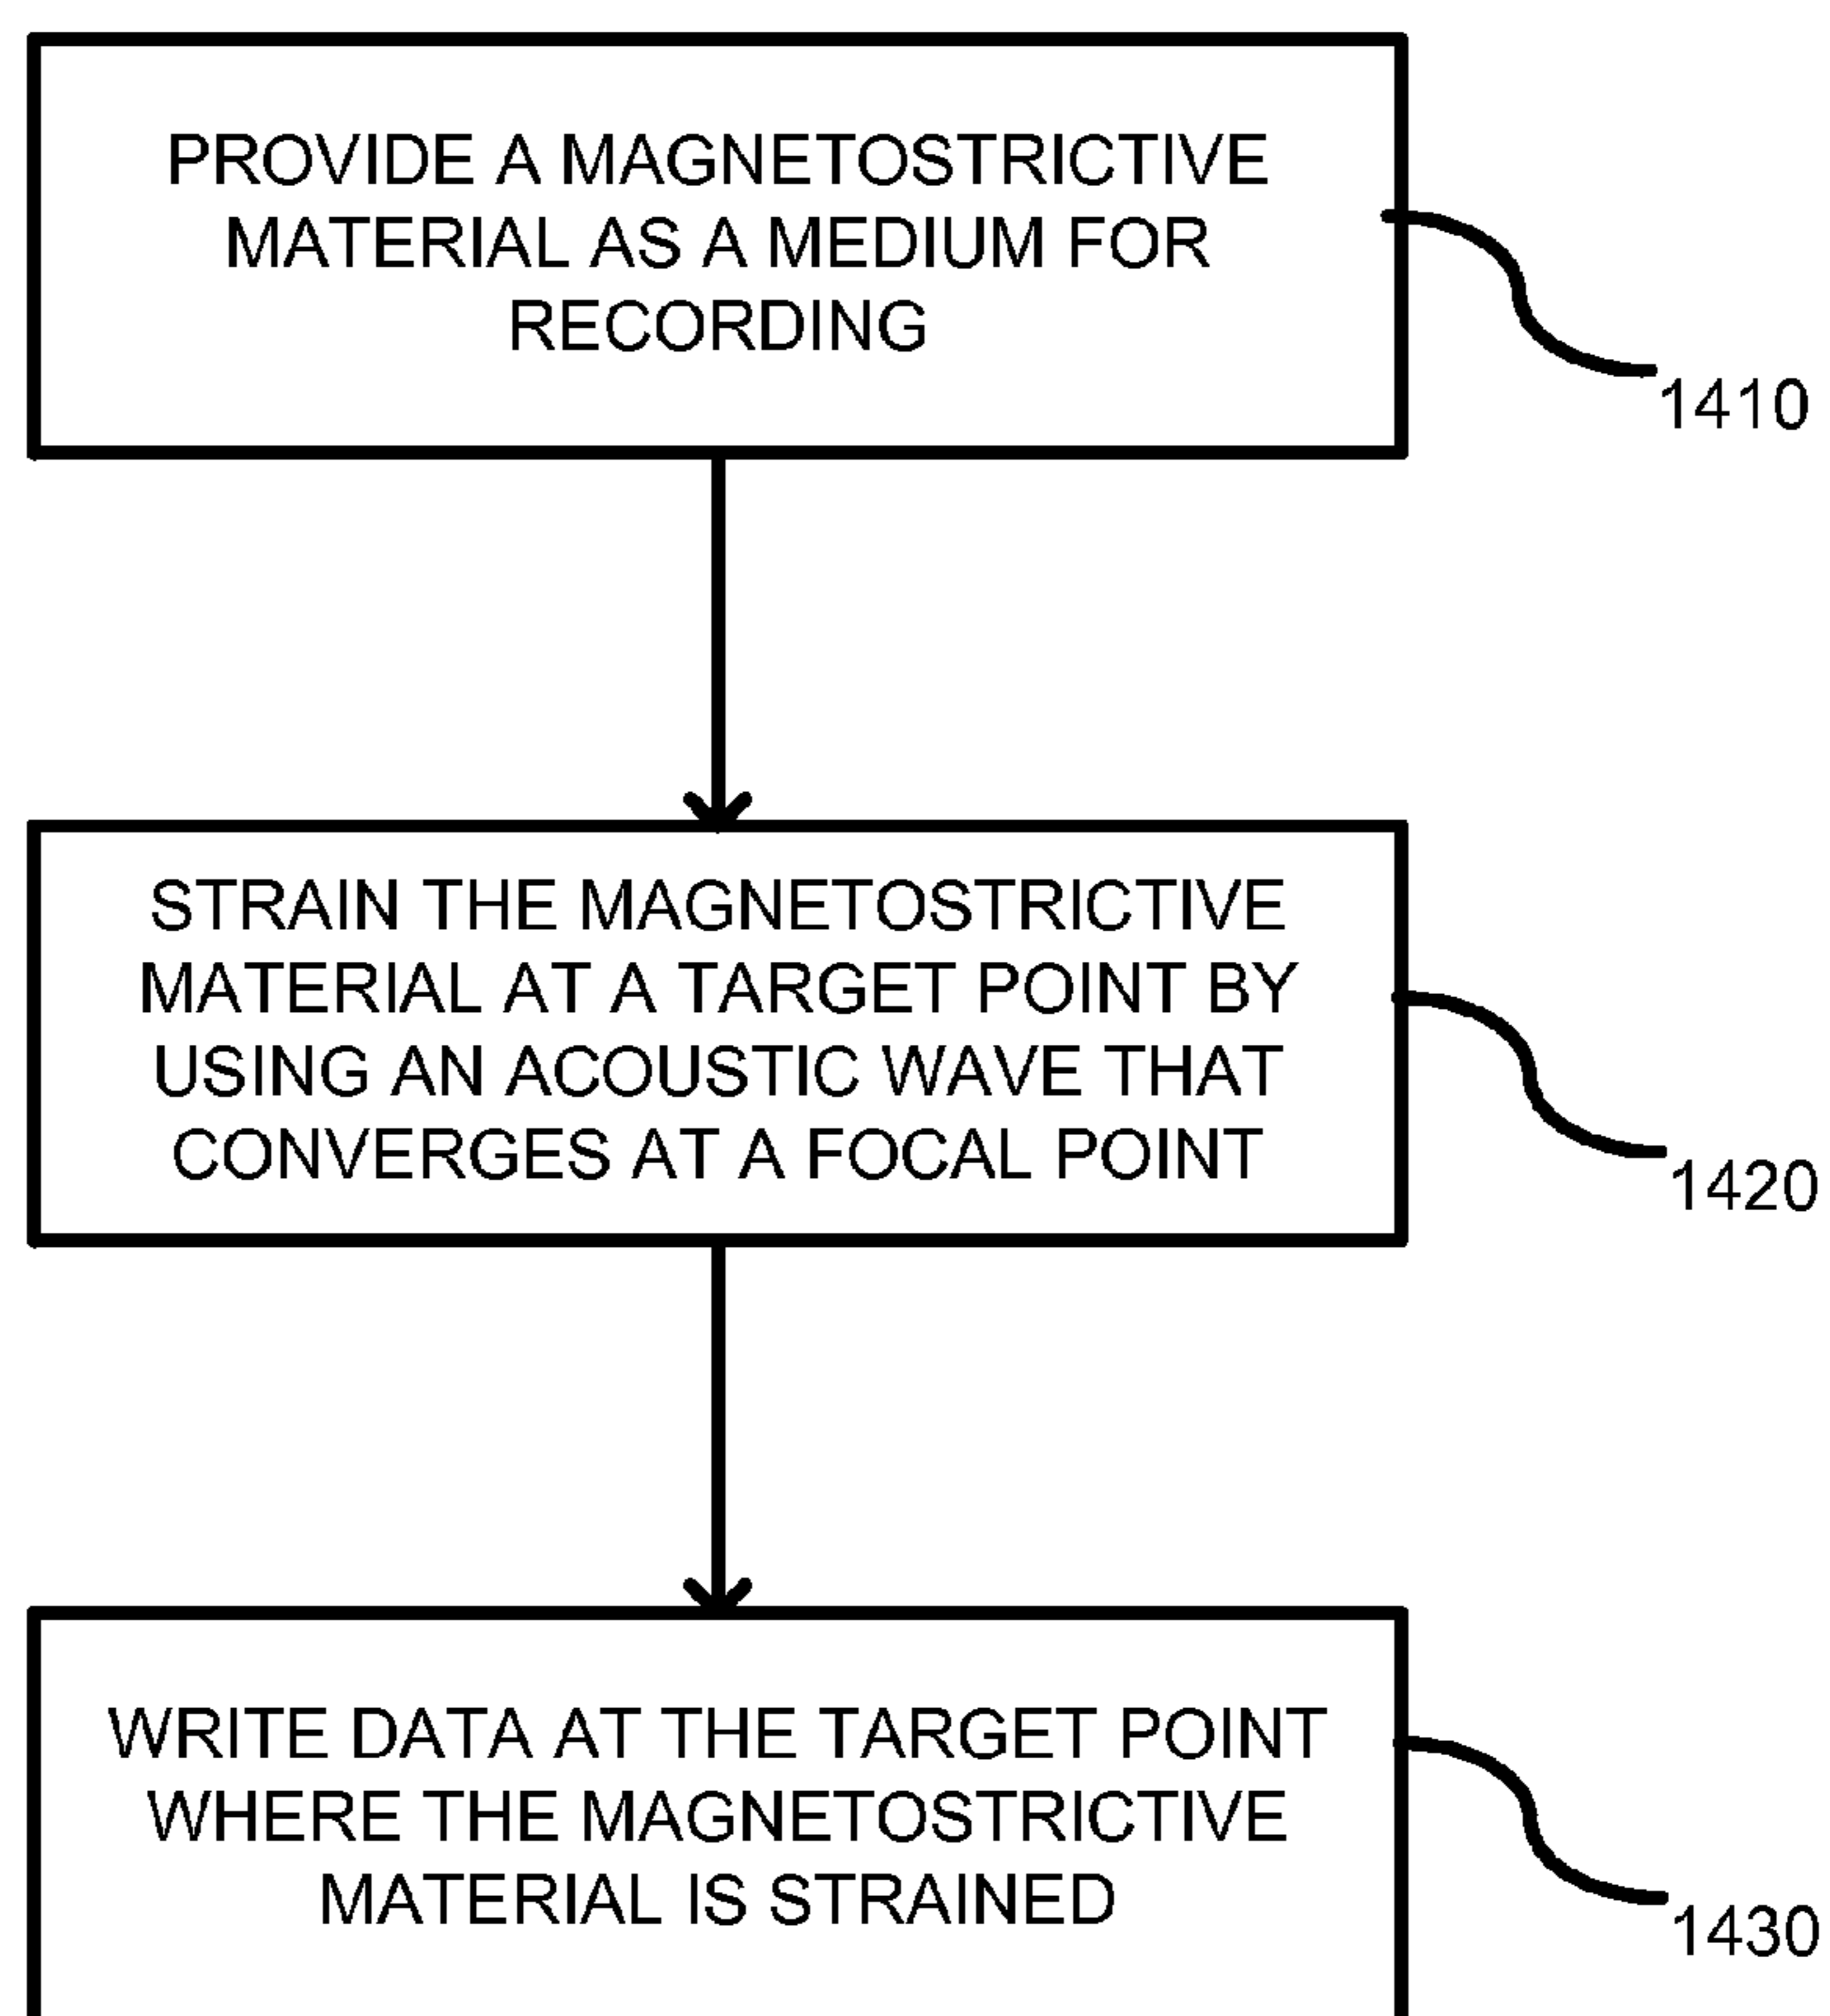 PROVIDE A MAGNETOSTRICTIVE
MATERIAL AS A MEDIUM FOR
RECORDING
1410
STRAIN THE MAGNETOSTRICTIVE
MATERIAL AT A TARGET POINT BY
USING AN ACOUSTIC WAVE THAT
CONVERGES AT A FOCAL POINT
1420
WRITE DATA AT THE TARGET POINT
WHERE THE MAGNETOSTRICTIVE
MATERIAL IS STRAINED
1430